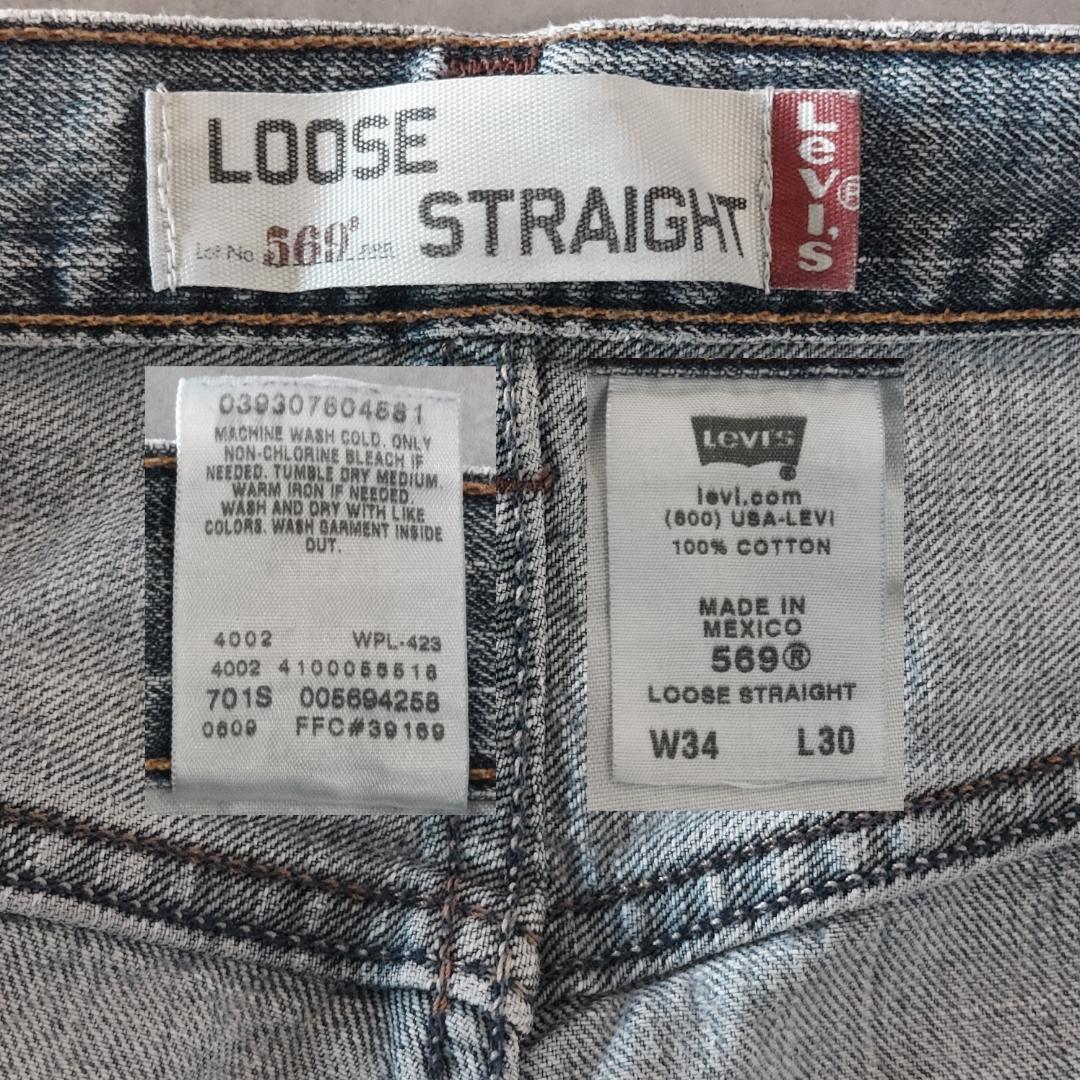 LOOSE
STRAIGHT
Lot No. 569®
Levi's®
039307604581
MACHINE WASH COLD. ONLY
NON-CHLORINE BLEACH IF
NEEDED. TUMBLE DRY MEDIUM.
WARM IRON IF NEEDED.
WASH AND DRY WITH LIKE
COLORS. WASH GARMENT INSIDE
OUT.
4002 WPL-423
4002 4100056516
701S 005694258
0609 FFC#39169
LEVI'S
®
levi.com
(800) USA-LEVI
100% COTTON
MADE IN
MEXICO
569®
LOOSE STRAIGHT
W34 L30